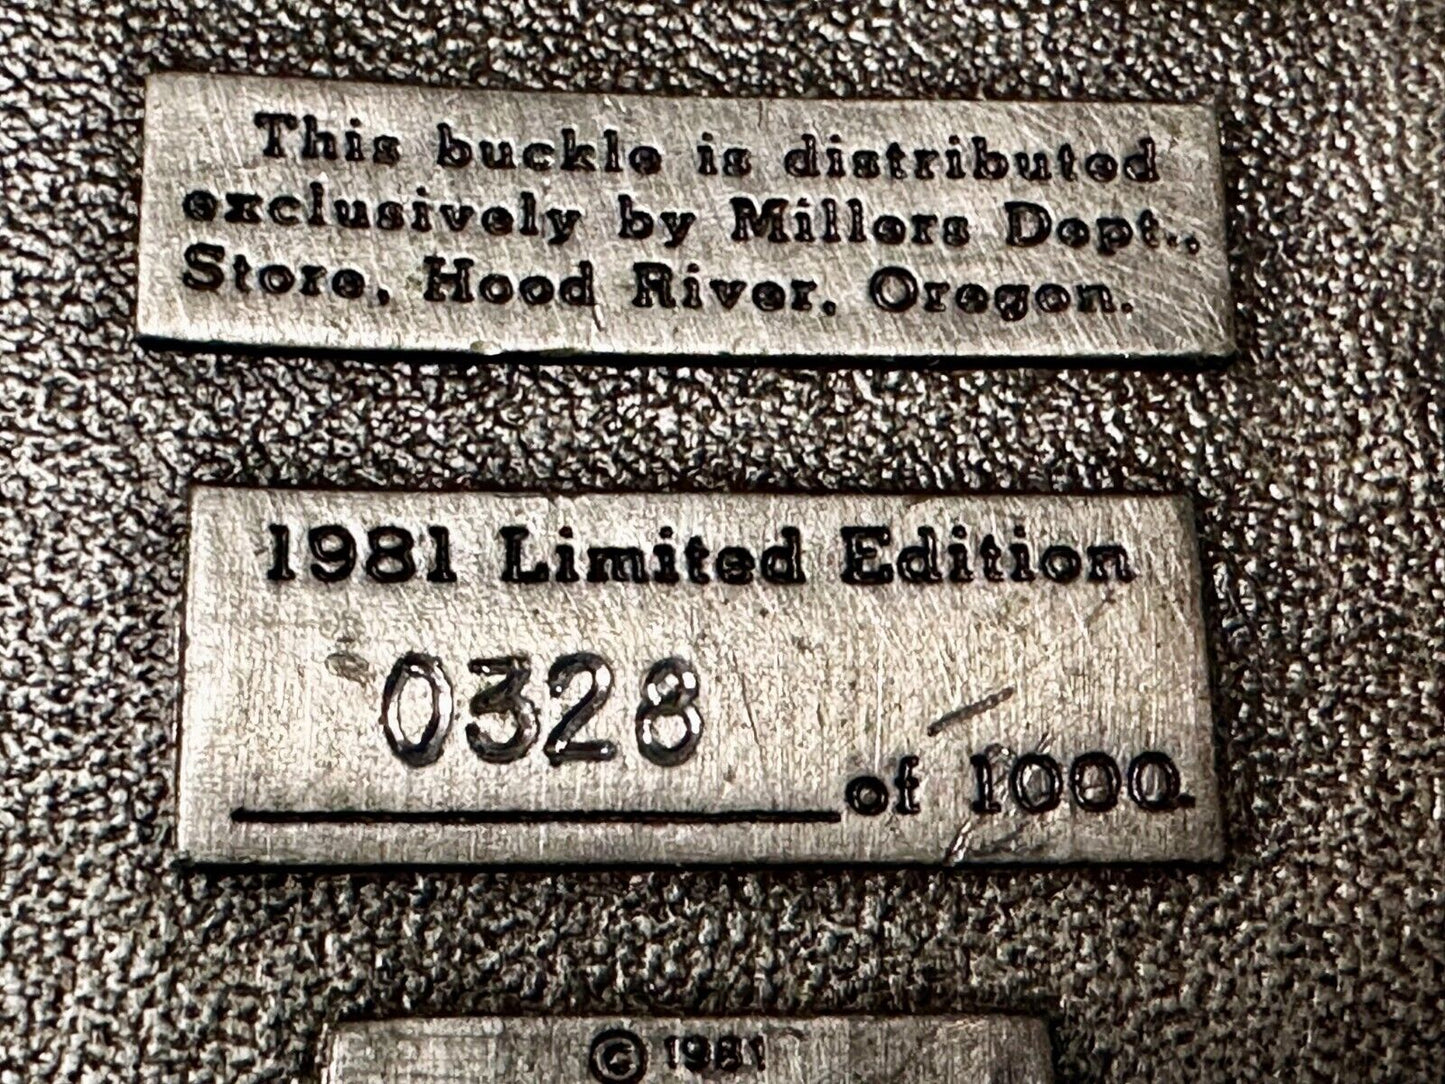 This buckle is distributed
exclusively by Millers Dept.,
Store, Hood River, Oregon.
1981 Limited Edition
0328
of 1000
© 1981